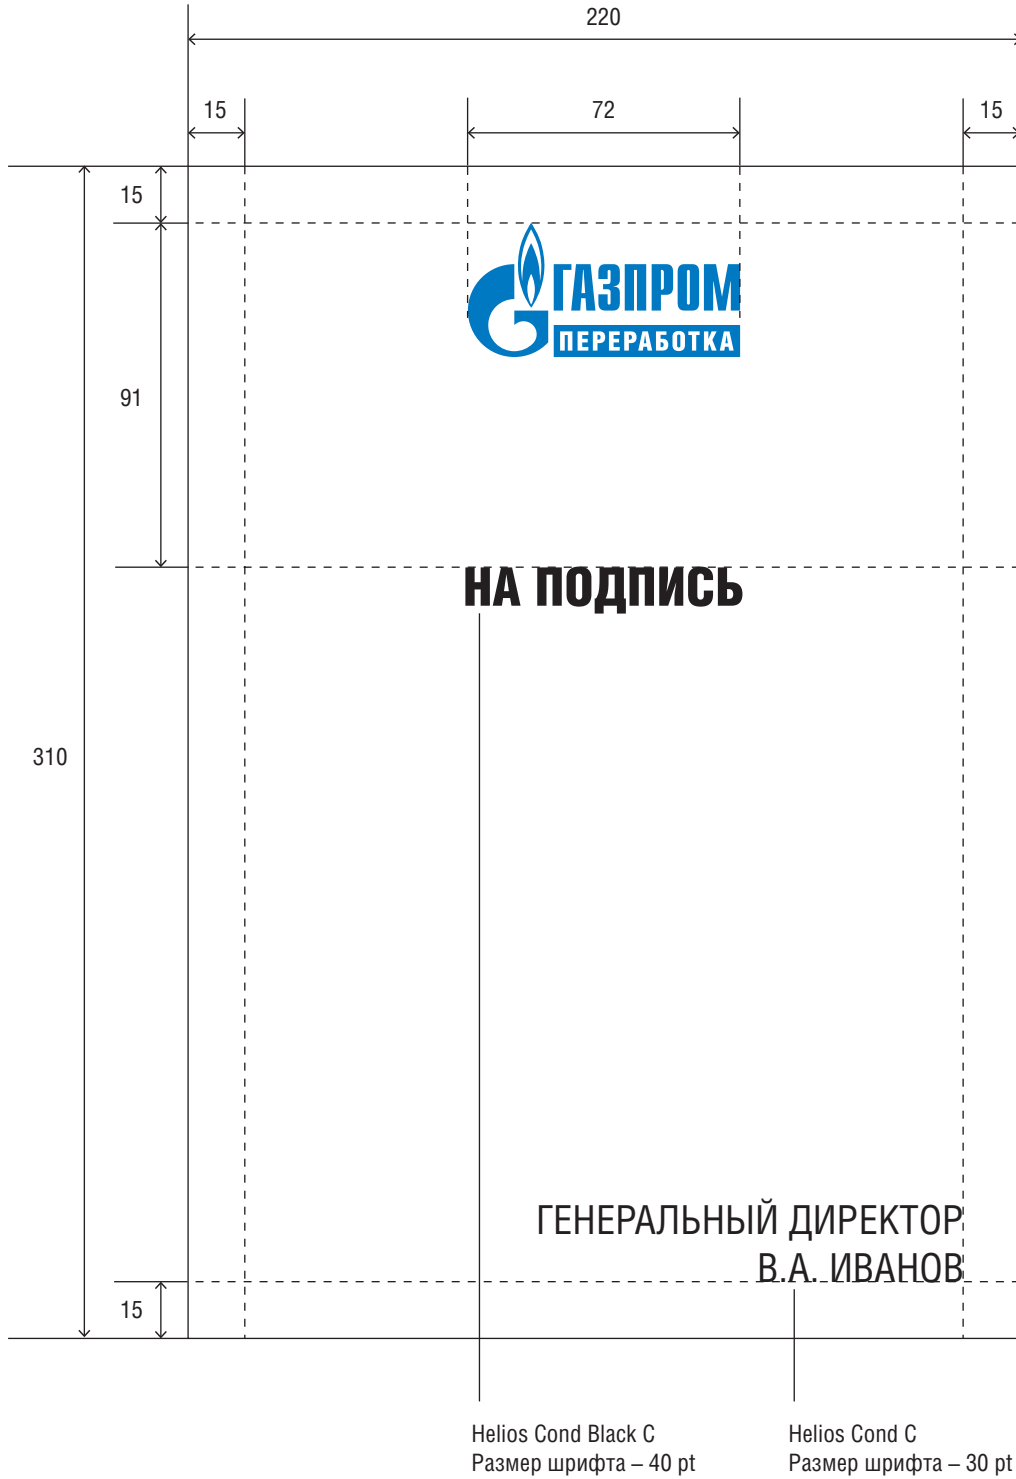 220
15 72 15
15
ГАЗПРОМ
ПЕРЕРАБОТКА
91
НА ПОДПИСЬ
310
ГЕНЕРАЛЬНЫЙ ДИРЕКТОР
В.А. ИВАНОВ
15
Helios Cond Black C
Размер шрифта – 40 pt
Helios Cond C
Размер шрифта – 30 pt